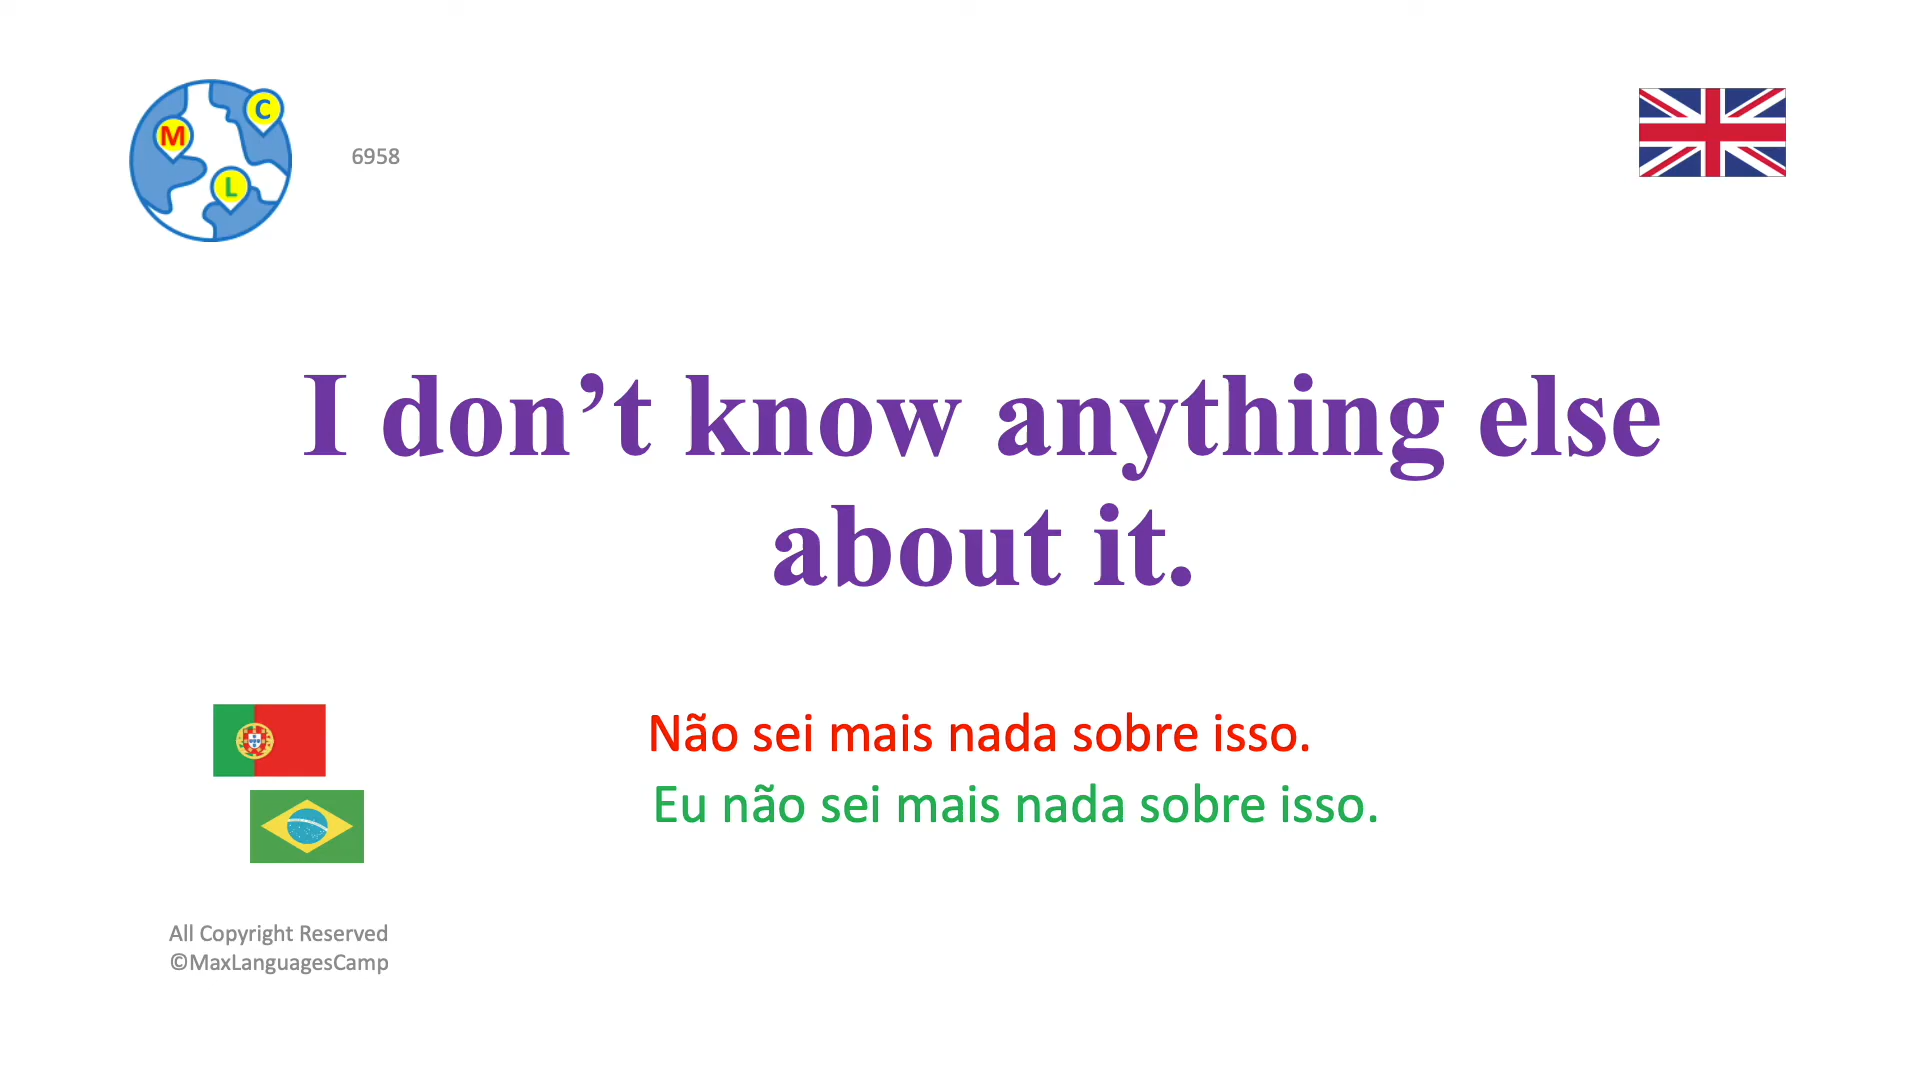 M
C
L
6958
I don’t know anything else
about it.
Não sei mais nada sobre isso.
Eu não sei mais nada sobre isso.
All Copyright Reserved
©MaxLanguagesCamp